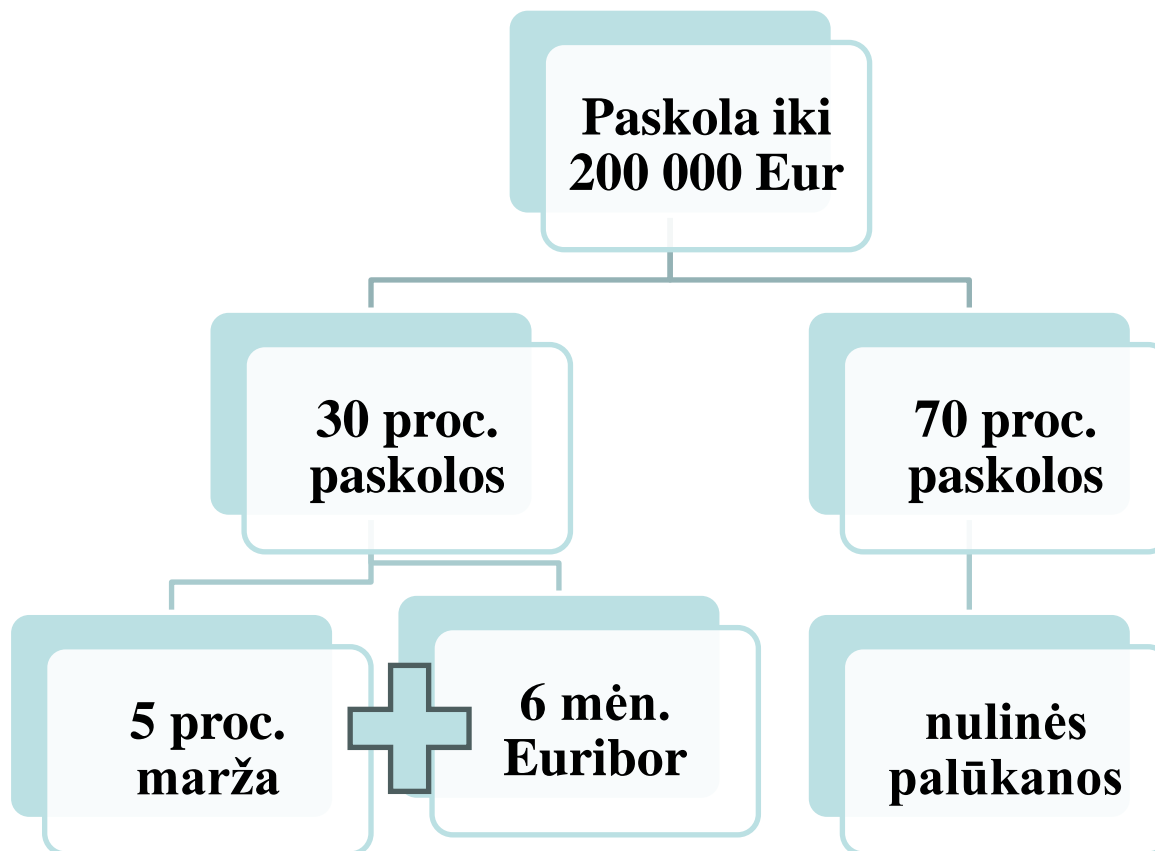 Paskola iki
200 000 Eur
30 proc.
paskolos
70 proc.
paskolos
5 proc.
marža
6 mėn.
Euribor
nulinės
palūkanos